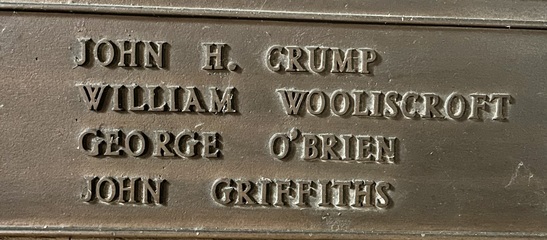 JOHN H. CRUMP
WILLIAM WOOLISCROFT
GEORGE O'BRIEN
JOHN GRIFFITHS